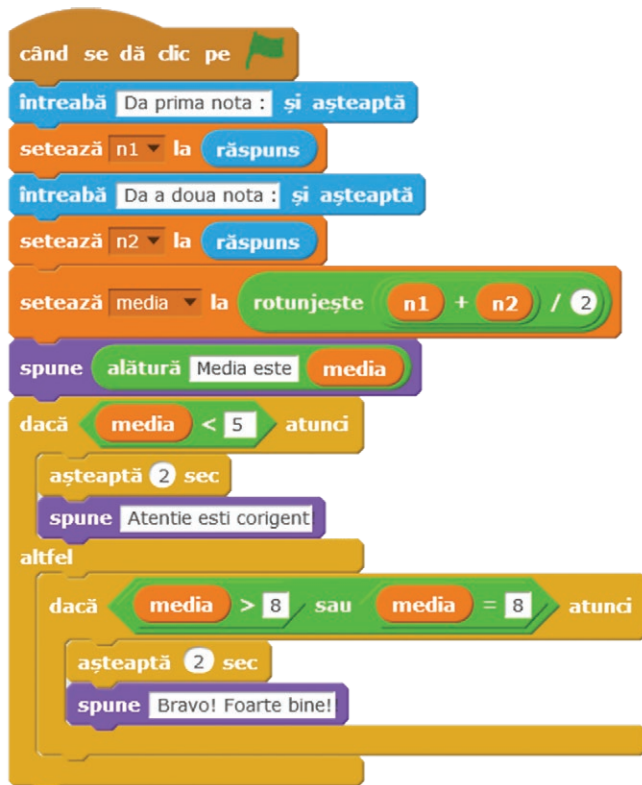 când se dă clic pe
întreabă Da prima nota : și așteaptă
setează n1 la răspuns
întreabă Da a doua nota : și așteaptă
setează n2 la răspuns
setează media la rotunjește n1 + n2 / 2
spune alătură Media este media
dacă media < 5 atunci
așteaptă 2 sec
spune Atentie esti corigent
altfel
dacă media > 8 sau media = 8 atunci
așteaptă 2 sec
spune Bravo! Foarte bine!